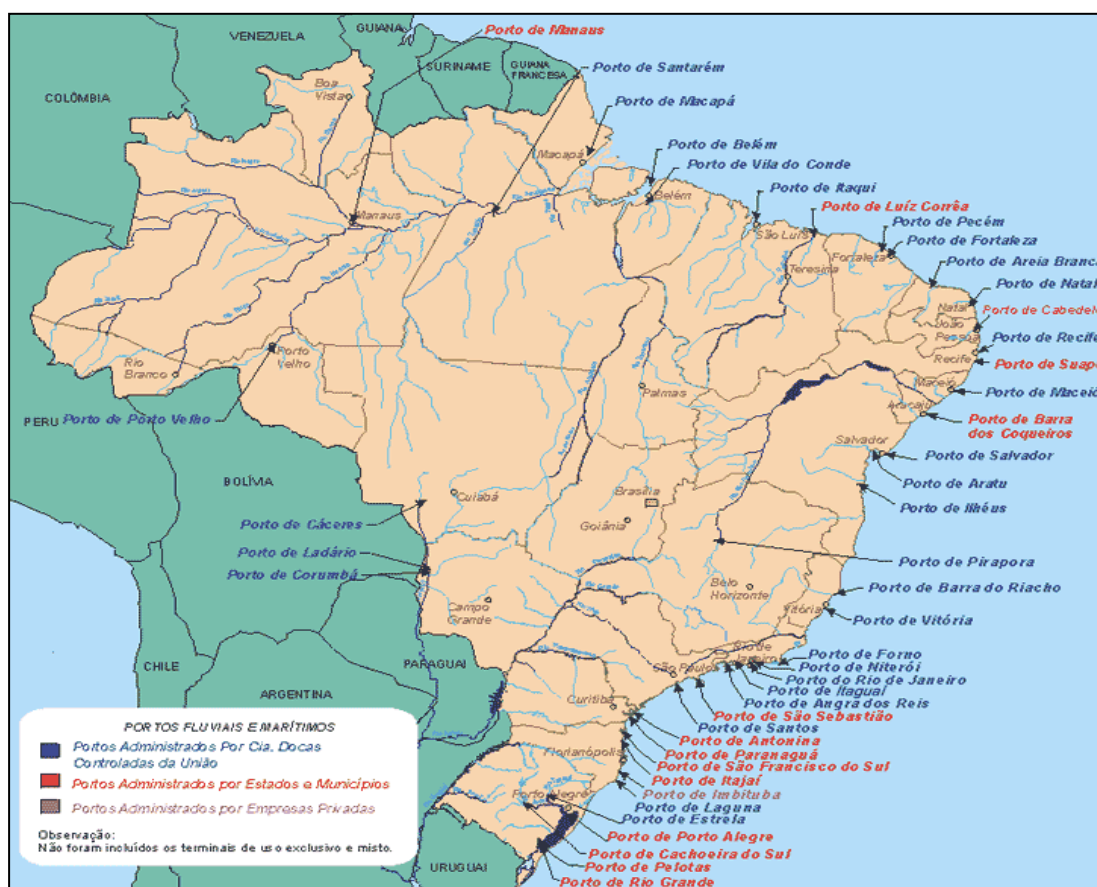 VENEZUELA
GUIANA
Porto de Manaus
SURINAME
GUIANA
FRANCESA
COLÔMBIA
Boa
Vista
Porto de Santarém
Porto de Macapá
Macapá
Porto de Belém
Porto de Vila do Conde
Belém
Porto de Itaqui
Porto de Luíz Corrêa
Manaus
São Luís
Porto de Pecém
Fortaleza
Porto de Fortaleza
Teresina
Porto de Areia Branca
Porto de Natal
Natal
Porto de Cabedel
João
Pessoa
Porto de Recife
Porto
Velho
Rio
Branco
Recife
Porto de Suape
Palmas
Maceió
Porto de Maceió
Aracaju
PERU
Porto de Pôrto Velho
Porto de Barra
dos Coqueiros
Salvador
Porto de Salvador
BOLÍVIA
Porto de Aratu
Cuiabá
Brasília
Porto de Ilhéus
Porto de Cáceres
Goiânia
Porto de Ladário
Porto de Pirapora
Porto de Corumbá
Belo
Horizonte
Porto de Barra do Riacho
Campo
Grande
Vitória
Porto de Vitória
CHILE
PARAGUAI
Rio de
Janeiro
Porto de Forno
São Paulo
Porto de Niterói
ARGENTINA
Porto do Rio de Janeiro
Porto de Itaguaí
Curitiba
Porto de Angra dos Reis
Porto de São Sebastião
Porto de Santos
Porto de Antonina
Porto de Paranaguá
Florianópolis
Porto de São Francisco do Sul
Porto de Itajaí
Porto de Imbituba
Porto Alegre
Porto de Laguna
Porto de Estrela
Porto de Porto Alegre
Porto de Cachoeira do Sul
URUGUAI
Porto de Pelotas
Porto de Rio Grande
PORTOS FLUVIAIS E MARÍTIMOS
Portos Administrados Por Cia. Docas
Controladas da União
Portos Administrados por Estados e Municípios
Portos Administrados por Empresas Privadas
Observação:
Não foram incluídos os terminais de uso exclusivo e misto.